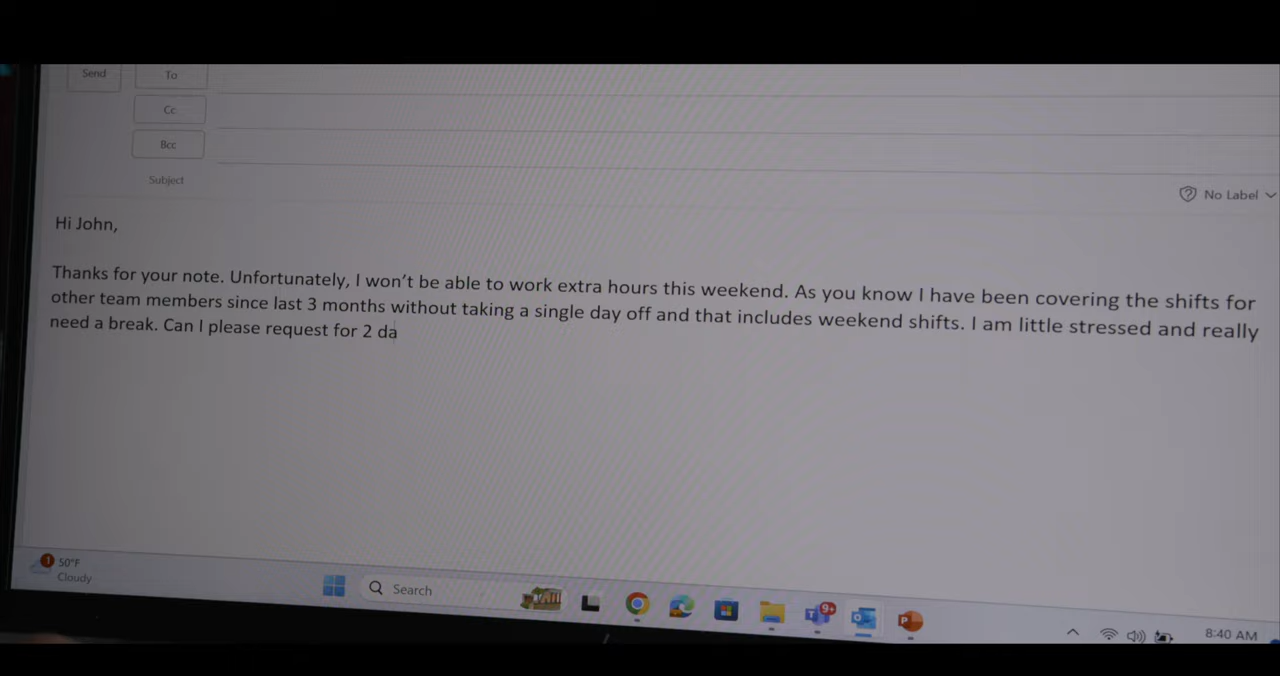 Send
To
Cc
Bcc
Subject
No Label
Hi John,
Thanks for your note. Unfortunately, I won't be able to work extra hours this weekend. As you know I have been covering the shifts for
other team members since last 3 months without taking a single day off and that includes weekend shifts. I am little stressed and really
need a break. Can I please request for 2 da
1
50°F
Cloudy
Search
9+
8:40 AM